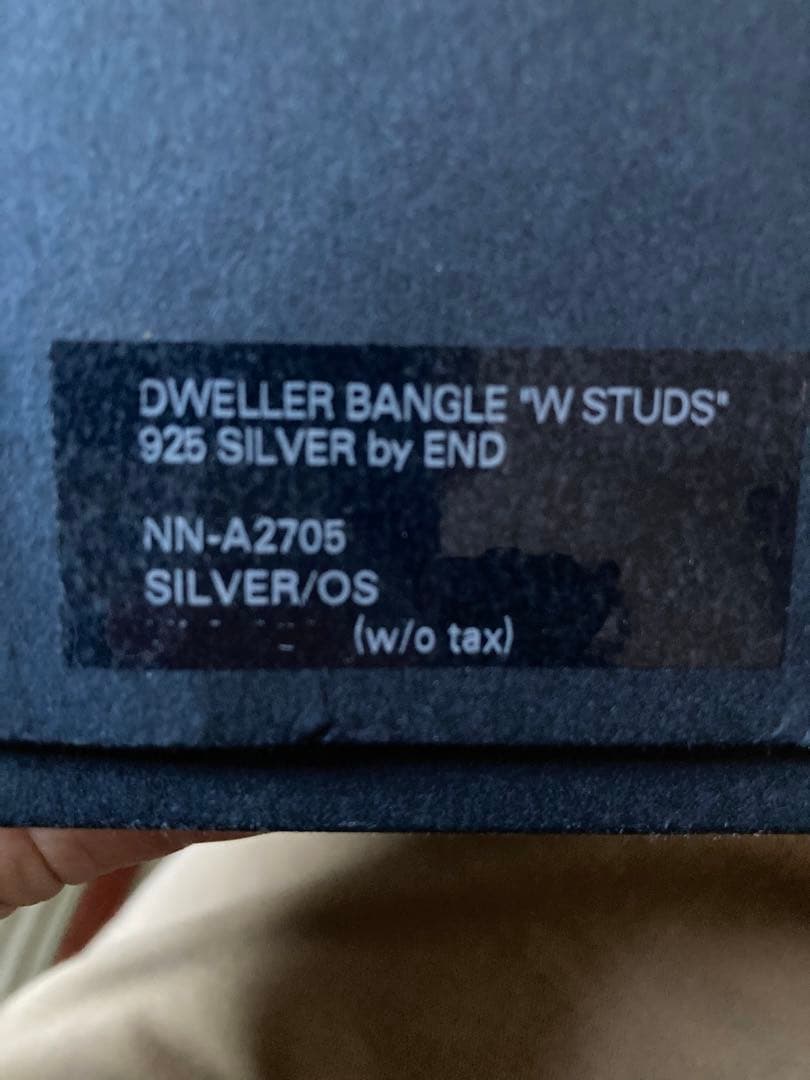 DWELLER BANGLE "W STUDS"
925 SILVER by END
NN-A2705
SILVER/OS
(w/o tax)